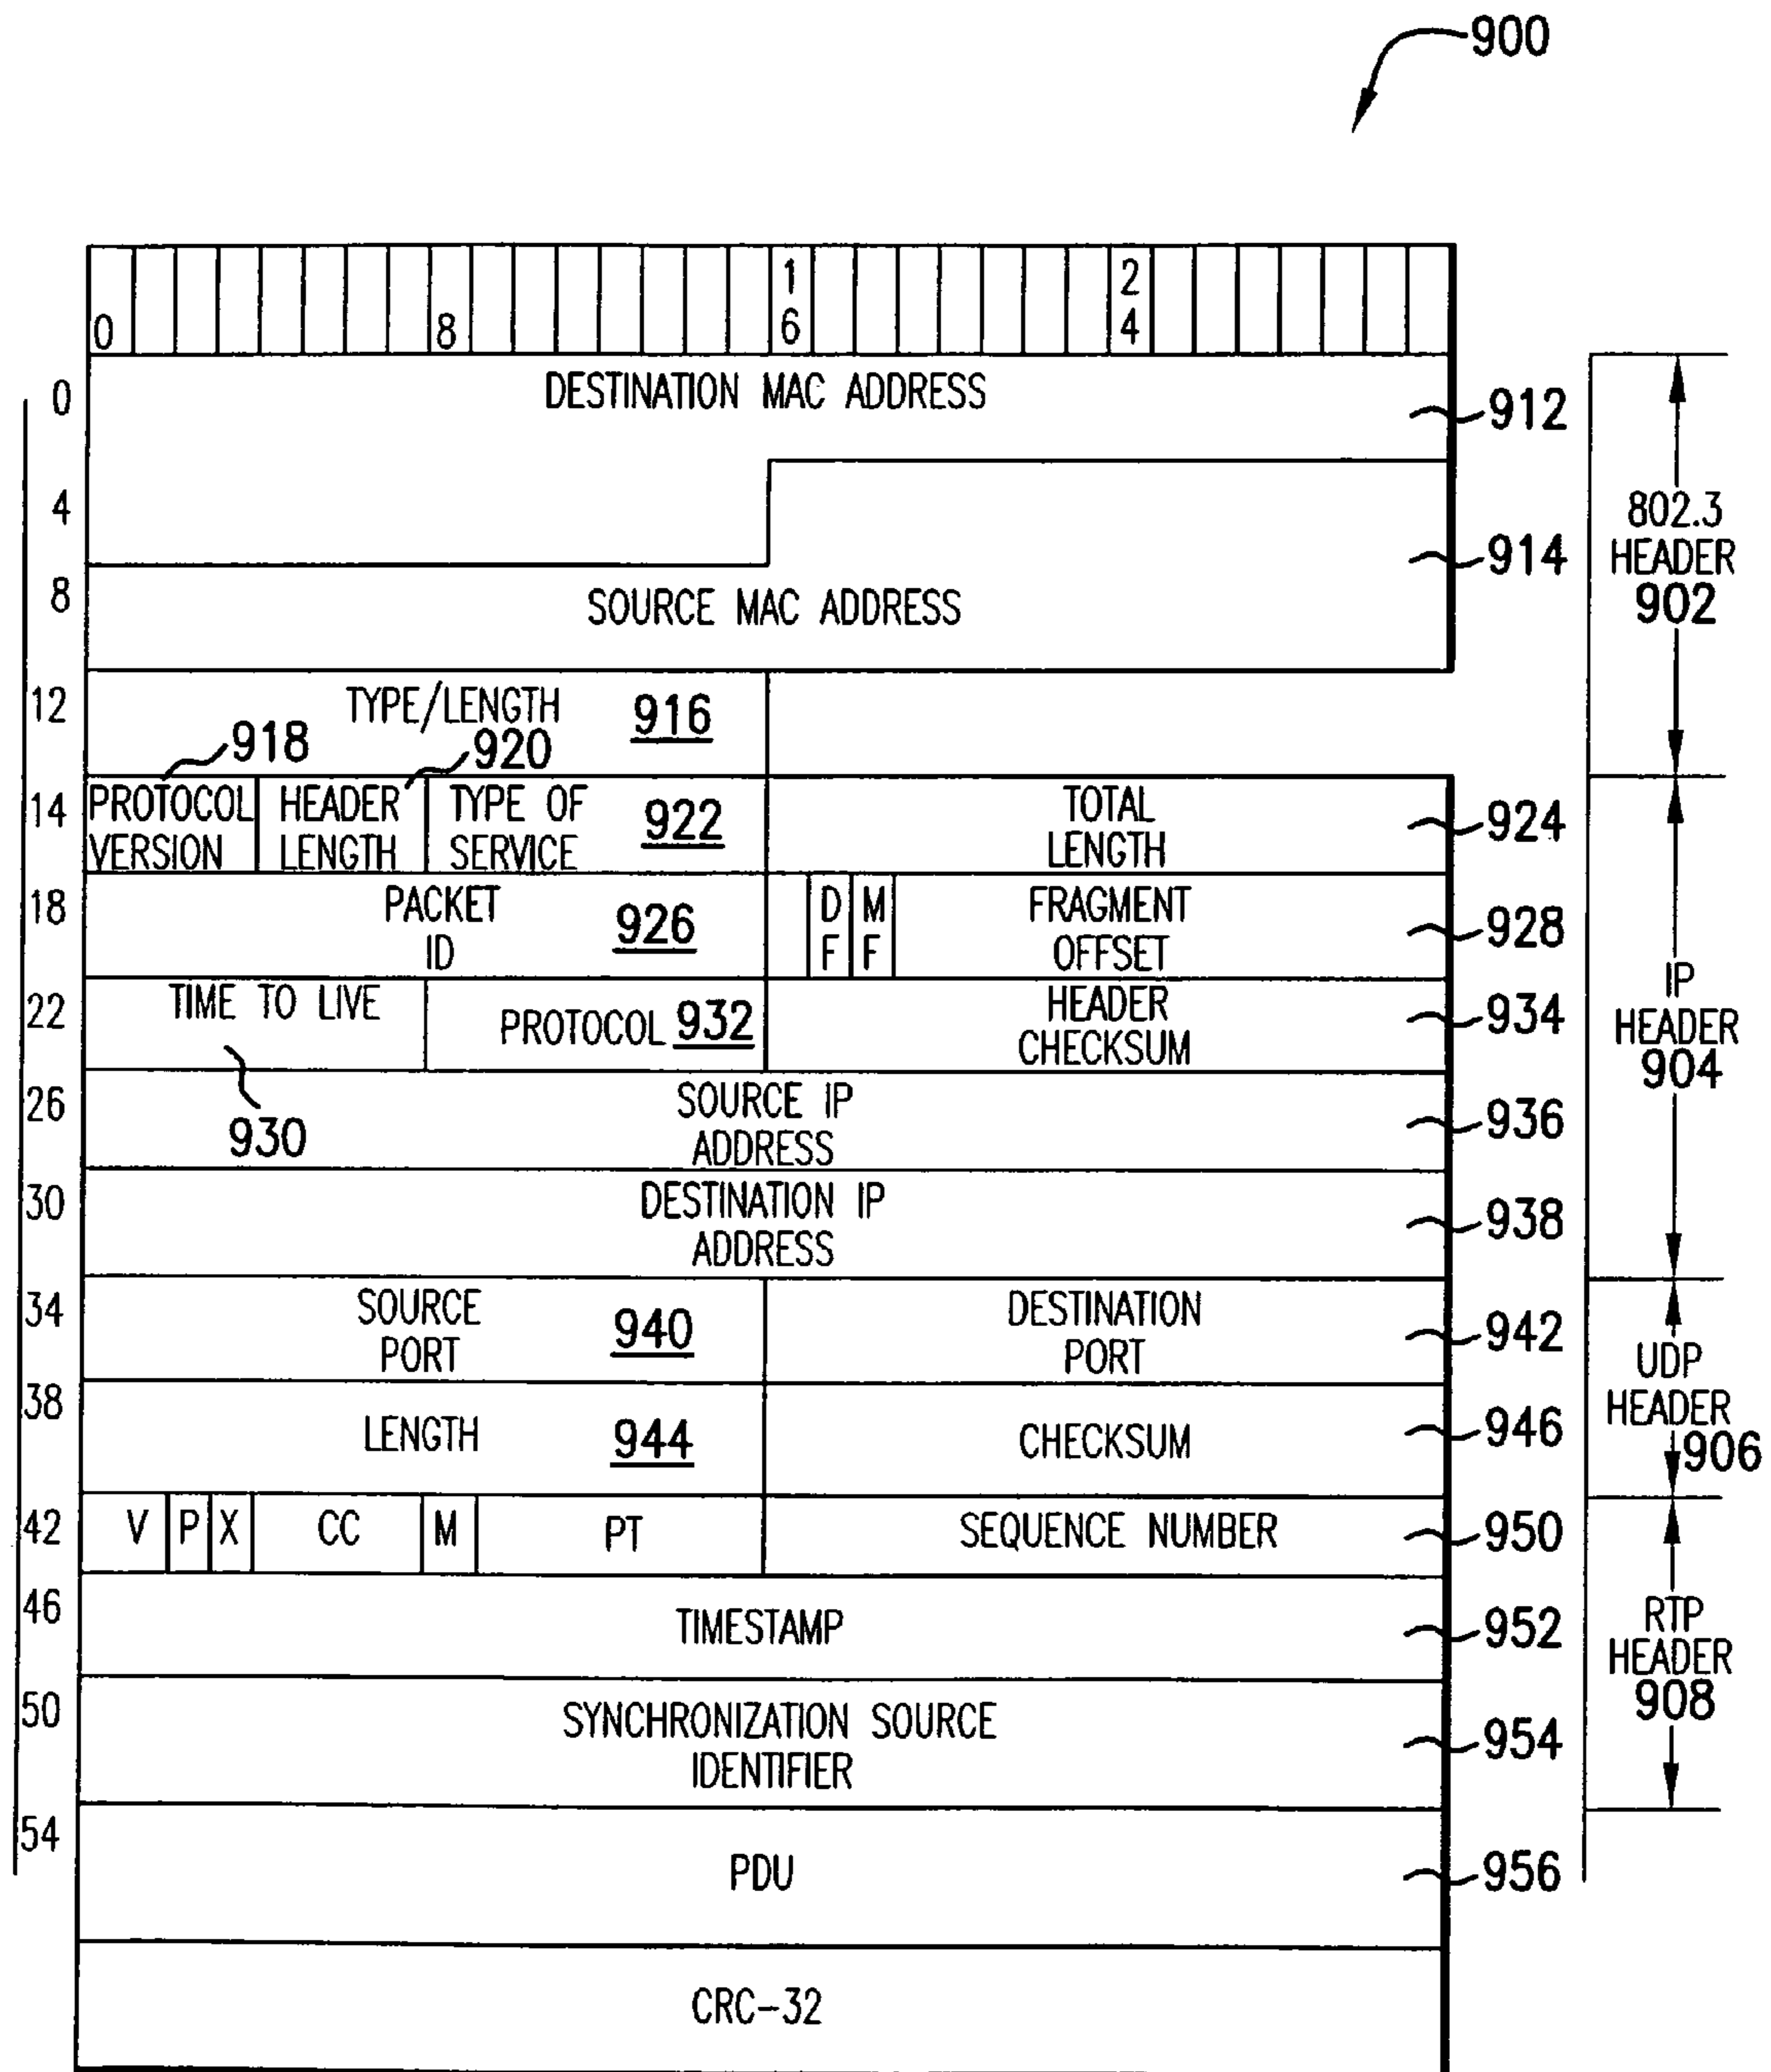 900
0 8 16 24
0 DESTINATION MAC ADDRESS 912
4
914
8 SOURCE MAC ADDRESS
802.3
HEADER
902
12 TYPE/LENGTH 916
918 920
14 PROTOCOL VERSION HEADER LENGTH TYPE OF SERVICE 922 TOTAL LENGTH 924
18 PACKET ID 926 DF MF FRAGMENT OFFSET 928
22 TIME TO LIVE PROTOCOL 932 HEADER CHECKSUM 934
930
26 SOURCE IP ADDRESS 936
30 DESTINATION IP ADDRESS 938
IP
HEADER
904
34 SOURCE PORT 940 DESTINATION PORT 942
38 LENGTH 944 CHECKSUM 946
UDP
HEADER
906
42 V P X CC M PT SEQUENCE NUMBER 950
46 TIMESTAMP 952
50 SYNCHRONIZATION SOURCE IDENTIFIER 954
RTP
HEADER
908
54 PDU 956
CRC-32